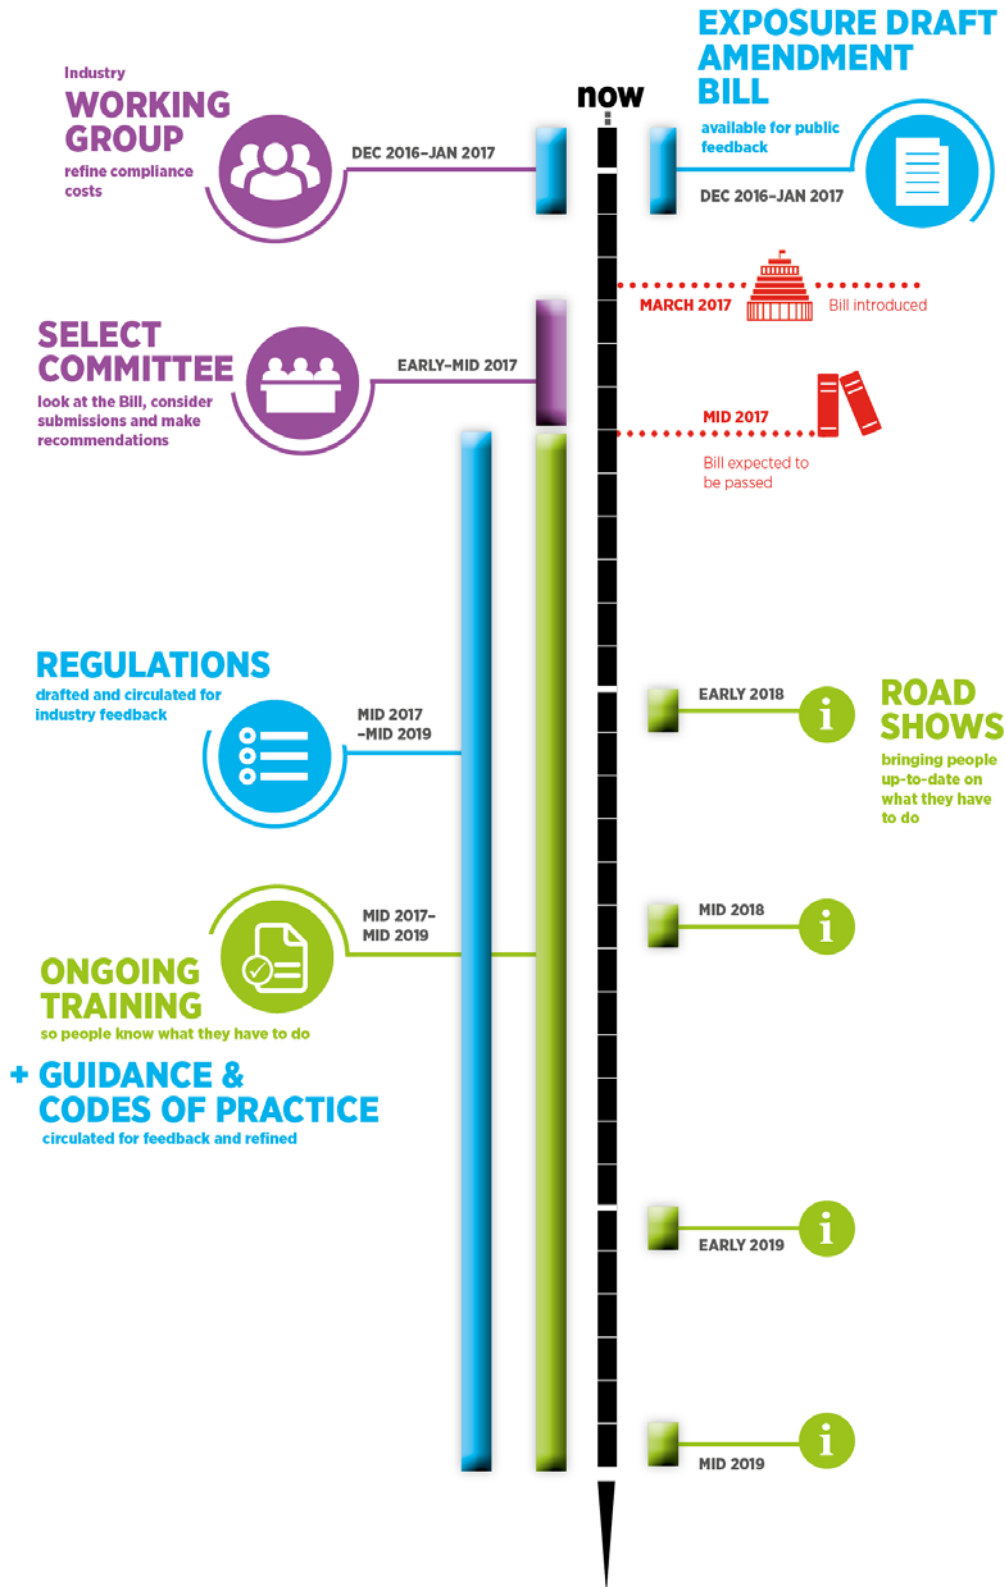 EXPOSURE DRAFT
AMENDMENT
BILL
available for public
feedback
DEC 2016–JAN 2017
now
Industry
WORKING
GROUP
refine compliance
costs
DEC 2016–JAN 2017
MARCH 2017
Bill introduced
SELECT
COMMITTEE
look at the Bill, consider
submissions and make
recommendations
EARLY–MID 2017
MID 2017
Bill expected to
be passed
REGULATIONS
drafted and circulated for
industry feedback
MID 2017
–MID 2019
EARLY 2018
i
ROAD
SHOWS
bringing people
up-to-date on
what they have
to do
MID 2018
i
MID 2017–
MID 2019
ONGOING
TRAINING
so people know what they have to do
+ GUIDANCE &
CODES OF PRACTICE
circulated for feedback and refined
EARLY 2019
i
MID 2019
i